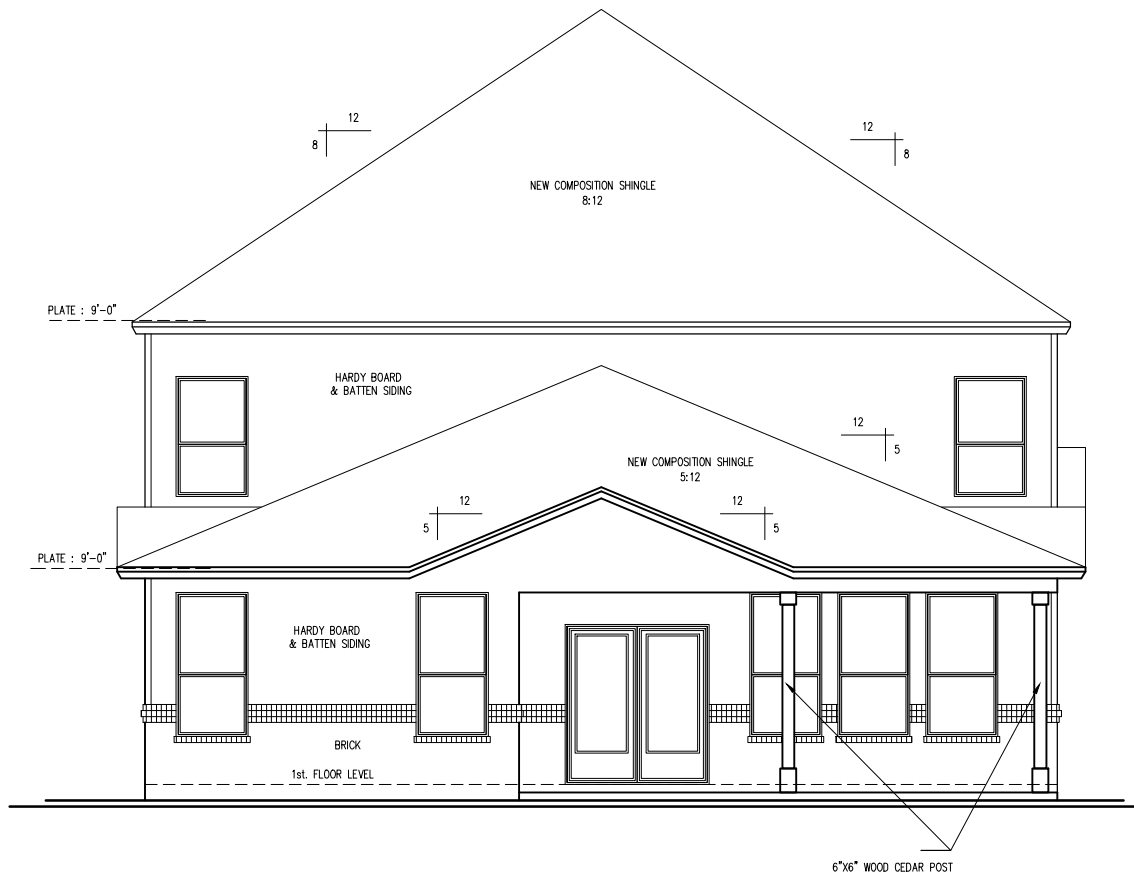 12
8
12
8
NEW COMPOSITION SHINGLE
8:12
PLATE : 9'-0"
HARDY BOARD
& BATTEN SIDING
12
5
NEW COMPOSITION SHINGLE
5:12
12
5
12
5
PLATE : 9'-0"
HARDY BOARD
& BATTEN SIDING
BRICK
1st. FLOOR LEVEL
6"X6" WOOD CEDAR POST